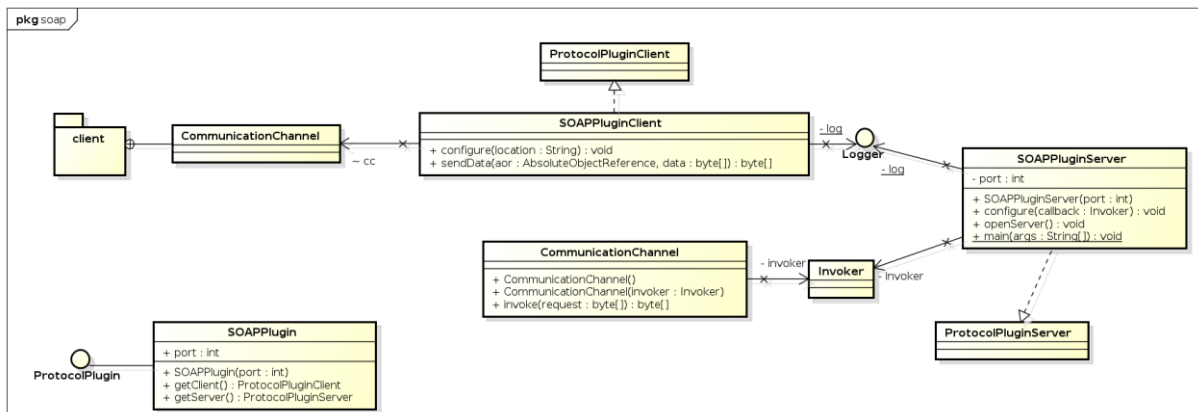 pkg soap
ProtocolPluginClient
client
CommunicationChannel
~ cc
SOAPPluginClient
+ configure(location : String) : void
+ sendData(aor : AbsoluteObjectReference, data : byte[]) : byte[]
- log
Logger
- log
SOAPPluginServer
- port : int
+ SOAPPluginServer(port : int)
+ configure(callback : Invoker) : void
+ openServer() : void
+ main(args : String[]) : void
CommunicationChannel
+ CommunicationChannel()
+ CommunicationChannel(invoker : Invoker)
+ invoke(request : byte[]) : byte[]
- invoker
Invoker
- invoker
ProtocolPluginServer
ProtocolPlugin
SOAPPlugin
+ port : int
+ SOAPPlugin(port : int)
+ getClient() : ProtocolPluginClient
+ getServer() : ProtocolPluginServer